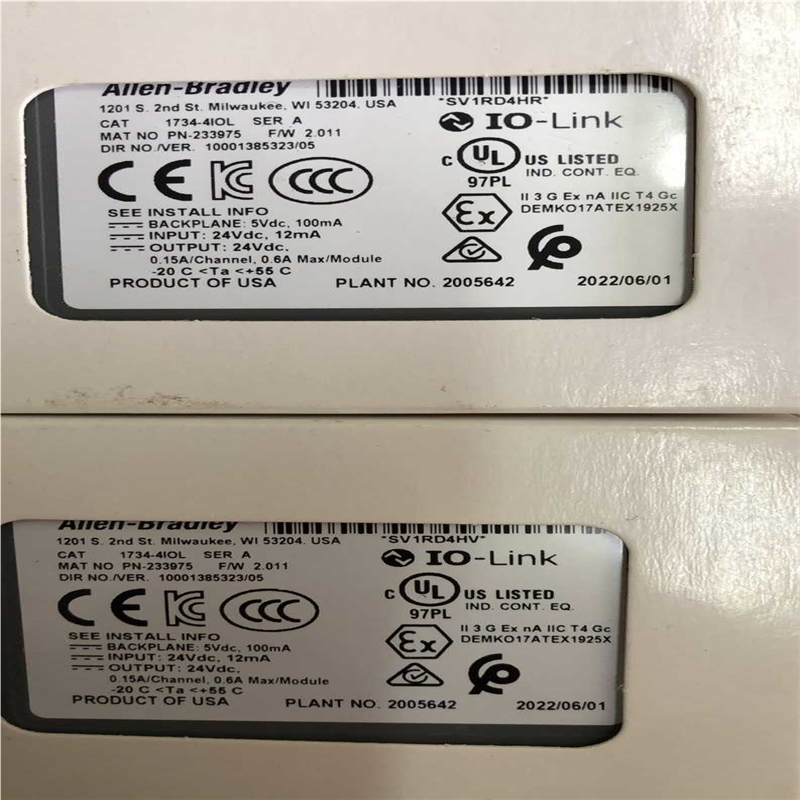 Allen-Bradley
1201 S. 2nd St. Milwaukee, WI 53204. USA
*SV1RD4HR*
CAT 1734-4IOL SER A
IO-Link
MAT NO PN-233975 F/W 2.011
DIR NO./VER. 10001385323/05
C UL US LISTED
IND. CONT. EQ.
97PL
CE KC CCC
Ex
II 3 G Ex nA IIC T4 Gc
DEMKO17ATEX1925X
SEE INSTALL INFO
BACKPLANE: 5Vdc, 100mA
INPUT: 24Vdc, 12mA
OUTPUT: 24Vdc,
0.15A/Channel, 0.6A Max/Module
-20 C <Ta <+55 C
PRODUCT OF USA PLANT NO. 2005642 2022/06/01
Allen-Bradley
1201 S. 2nd St. Milwaukee, WI 53204. USA
*SV1RD4HV*
CAT 1734-4IOL SER A
IO-Link
MAT NO PN-233975 F/W 2.011
DIR NO./VER. 10001385323/05
C UL US LISTED
IND. CONT. EQ.
97PL
CE KC CCC
Ex
II 3 G Ex nA IIC T4 Gc
DEMKO17ATEX1925X
SEE INSTALL INFO
BACKPLANE: 5Vdc, 100mA
INPUT: 24Vdc, 12mA
OUTPUT: 24Vdc,
0.15A/Channel, 0.6A Max/Module
-20 C <Ta <+55 C
PRODUCT OF USA PLANT NO. 2005642 2022/06/01